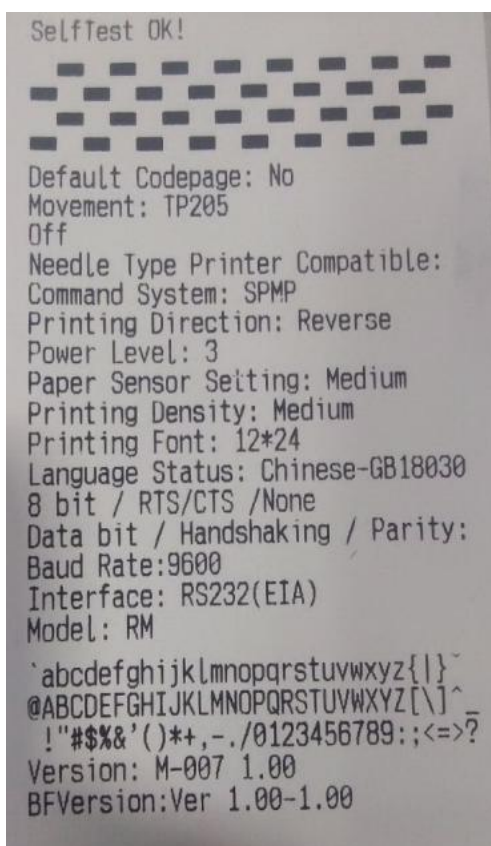 SelfTest OK!
Default Codepage: No
Movement: TP205
Off
Needle Type Printer Compatible:
Command System: SPMP
Printing Direction: Reverse
Power Level: 3
Paper Sensor Setting: Medium
Printing Density: Medium
Printing Font: 12*24
Language Status: Chinese-GB18030
8 bit / RTS/CTS /None
Data bit / Handshaking / Parity:
Baud Rate:9600
Interface: RS232(EIA)
Model: RM
`abcdefghijklmnopqrstuvwxyz{|}~
@ABCDEFGHIJKLMNOPQRSTUVWXYZ[\]^_
!"#$%&'()*+,-./0123456789:;<=>?
Version: M-007 1.00
BFVersion:Ver 1.00-1.00